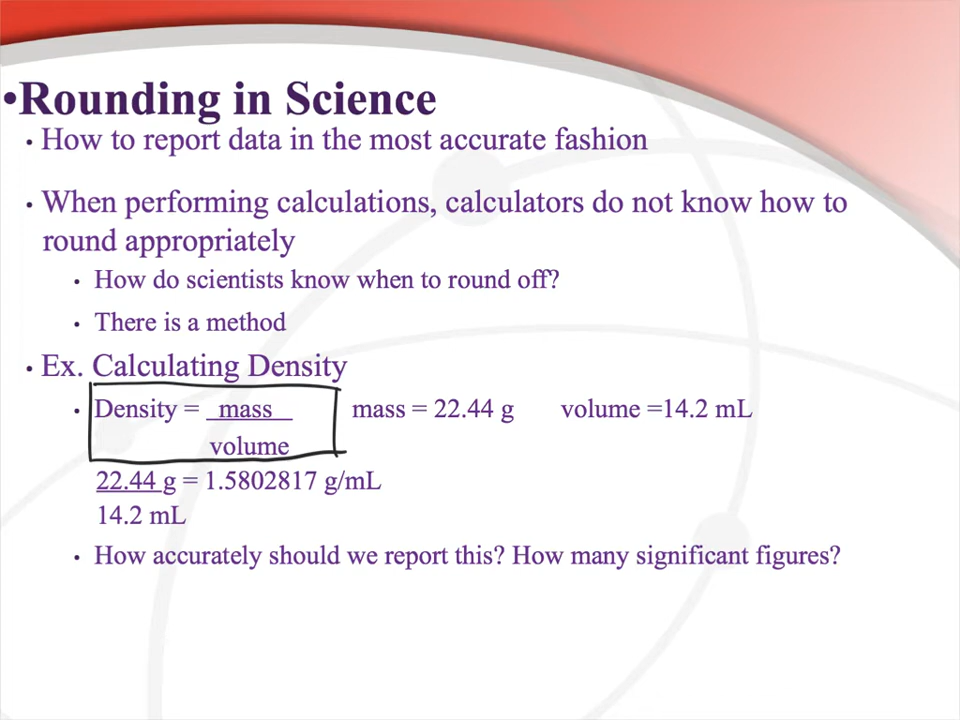 •Rounding in Science
• How to report data in the most accurate fashion
• When performing calculations, calculators do not know how to
round appropriately
• How do scientists know when to round off?
• There is a method
• Ex. Calculating Density
• Density = mass mass = 22.44 g volume =14.2 mL
volume
22.44 g = 1.5802817 g/mL
14.2 mL
• How accurately should we report this? How many significant figures?